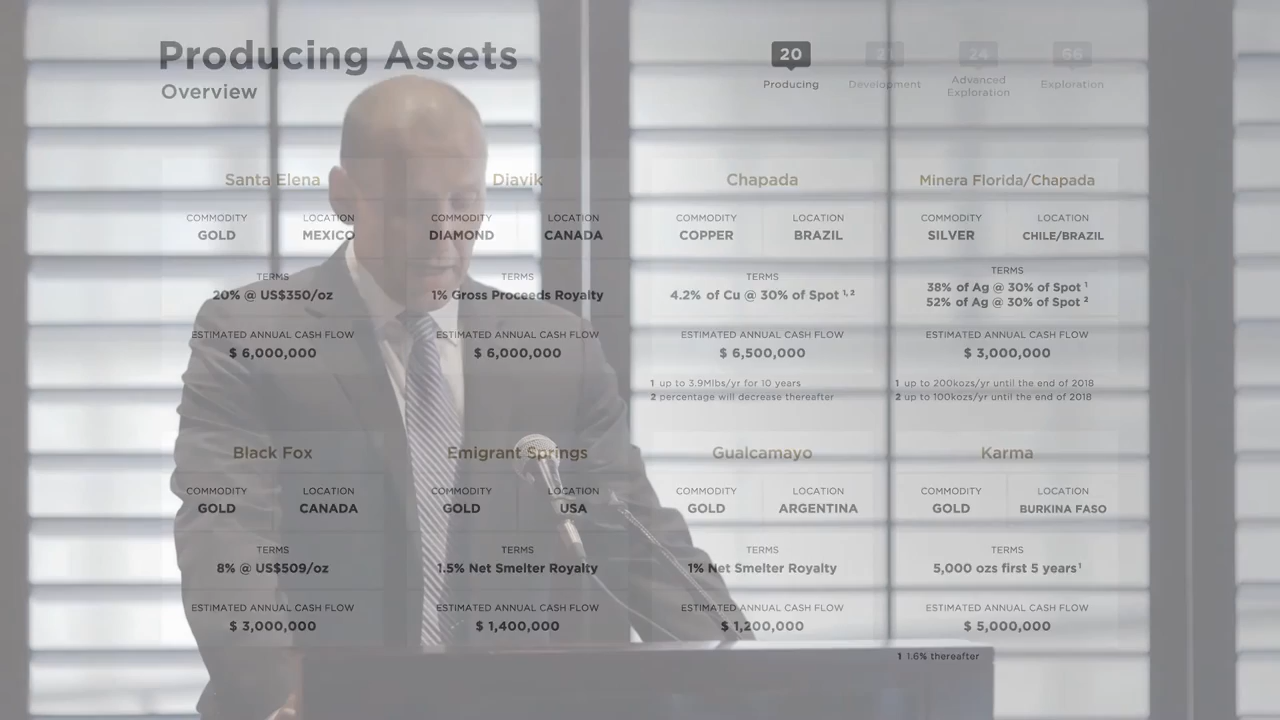 Producing Assets
Overview
20
21
24
56
Producing
Development
Advanced
Exploration
Exploration
Santa Elena
COMMODITY
LOCATION
GOLD
MEXICO
TERMS
20% @ US$350/oz
ESTIMATED ANNUAL CASH FLOW
$ 6,000,000
Diavik
COMMODITY
LOCATION
DIAMOND
CANADA
TERMS
1% Gross Proceeds Royalty
ESTIMATED ANNUAL CASH FLOW
$ 6,000,000
Chapada
COMMODITY
LOCATION
COPPER
BRAZIL
TERMS
4.2% of Cu @ 30% of Spot 1, 2
ESTIMATED ANNUAL CASH FLOW
$ 6,500,000
1 up to 3.9Mlbs/yr for 10 years
2 percentage will decrease thereafter
Minera Florida/Chapada
COMMODITY
LOCATION
SILVER
CHILE/BRAZIL
TERMS
38% of Ag @ 30% of Spot 1
52% of Ag @ 30% of Spot 2
ESTIMATED ANNUAL CASH FLOW
$ 3,000,000
1 up to 200kozs/yr until the end of 2018
2 up to 100kozs/yr until the end of 2018
Black Fox
COMMODITY
LOCATION
GOLD
CANADA
TERMS
8% @ US$509/oz
ESTIMATED ANNUAL CASH FLOW
$ 3,000,000
Emigrant Springs
COMMODITY
LOCATION
GOLD
USA
TERMS
1.5% Net Smelter Royalty
ESTIMATED ANNUAL CASH FLOW
$ 1,400,000
Gualcamayo
COMMODITY
LOCATION
GOLD
ARGENTINA
TERMS
1% Net Smelter Royalty
ESTIMATED ANNUAL CASH FLOW
$ 1,200,000
Karma
COMMODITY
LOCATION
GOLD
BURKINA FASO
TERMS
5,000 ozs first 5 years 1
ESTIMATED ANNUAL CASH FLOW
$ 5,000,000
1 1.6% thereafter